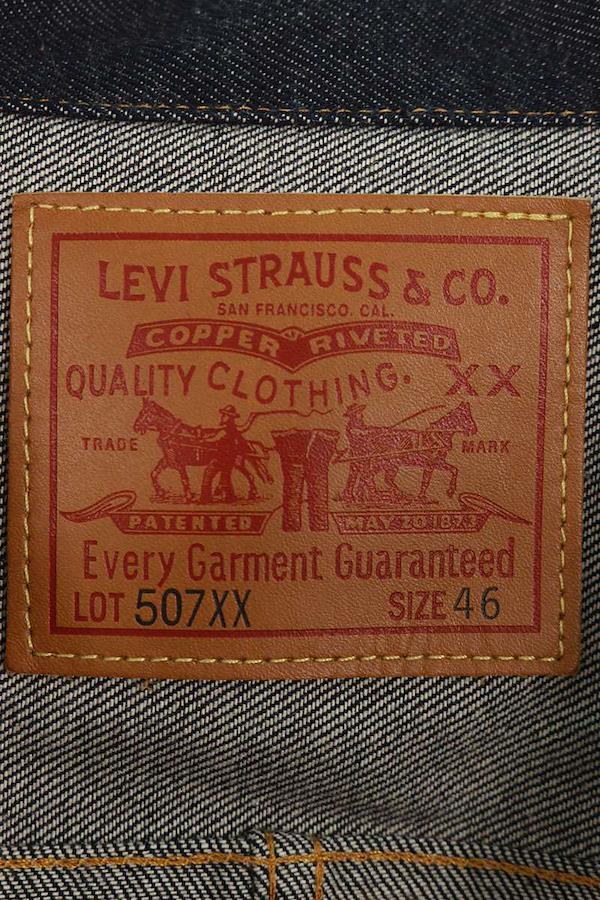 LEVI STRAUSS & CO.
SAN FRANCISCO. CAL.
COPPER RIVETED
QUALITY CLOTHING. XX
TRADE MARK
PATENTED MAY 20 1873
Every Garment Guaranteed
LOT 507XX SIZE 46